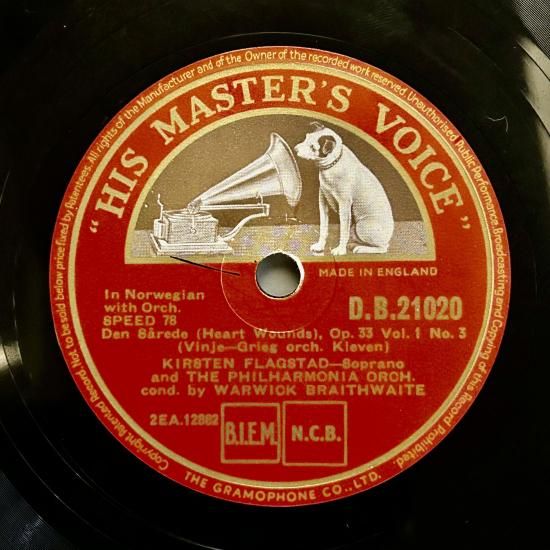 Copyright. Patented Record. Not to be sold below price fixed by Patentees. All rights of the Manufacturer and of the Owner of the recorded work reserved. Unauthorised Public Performance, Broadcasting and Copying of this Record Prohibited.
"HIS MASTER'S VOICE"
MADE IN ENGLAND
In Norwegian
with Orch.
SPEED 78
D.B.21020
Den Sårede (Heart Wounds), Op. 33 Vol. 1 No. 3
(Vinje—Grieg orch. Kleven)
KIRSTEN FLAGSTAD—Soprano
and THE PHILHARMONIA ORCH.
cond. by WARWICK BRAITHWAITE
2EA.12882
B.I.E.M.
N.C.B.
THE GRAMOPHONE CO., LTD.